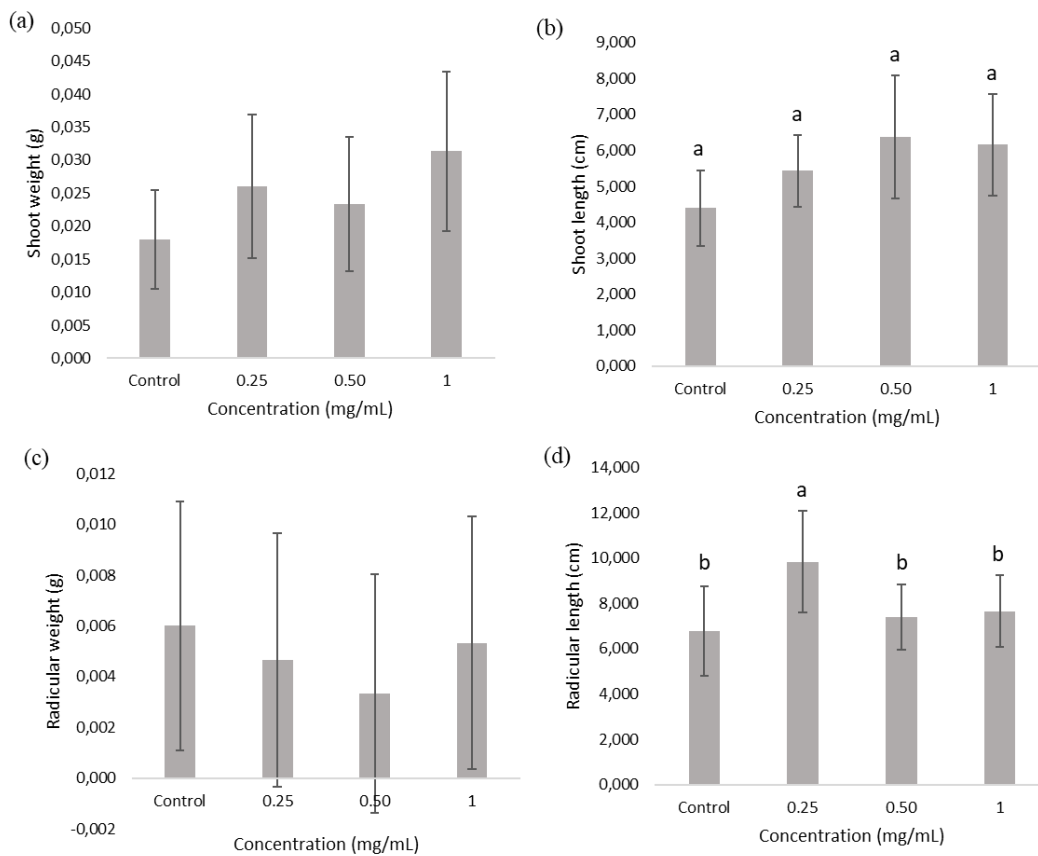 (a)
0,050
0,045
0,040
0,035
0,030
0,025
0,020
0,015
0,010
0,005
0,000
Shoot weight (g)
Control 0.25 0.50 1
Concentration (mg/mL)
(b)
9,000
8,000
7,000
6,000
5,000
4,000
3,000
2,000
1,000
0,000
Shoot length (cm)
a a a a
Control 0.25 0.50 1
Concentration (mg/mL)
(c)
0,012
0,010
0,008
0,006
0,004
0,002
0,000
-0,002
Radicular weight (g)
Control 0.25 0.50 1
Concentration (mg/mL)
(d)
14,000
12,000
10,000
8,000
6,000
4,000
2,000
0,000
Radicular length (cm)
b a b b
Control 0.25 0.50 1
Concentration (mg/mL)